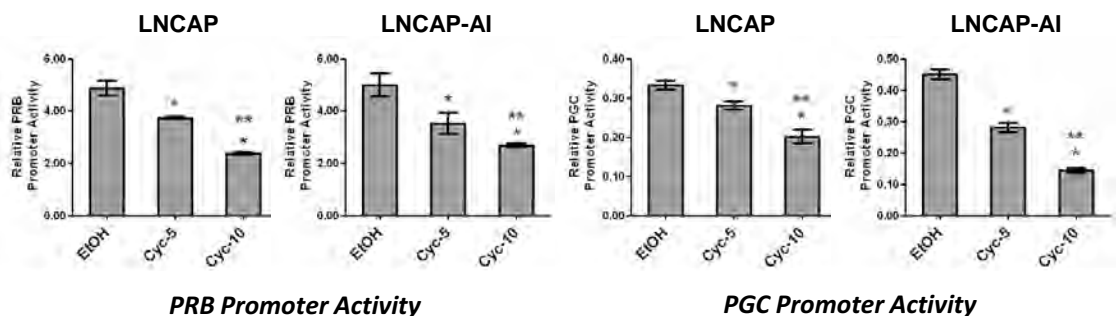 LNCAP
LNCAP-AI
LNCAP
LNCAP-AI
Relative PRB
Promoter Activity
6.00
4.00
2.00
0.00
*
**
*
EtOH
Cyc-5
Cyc-10
6.00
4.00
2.00
0.00
*
**
*
EtOH
Cyc-5
Cyc-10
Relative PRB
Promoter Activity
PRB Promoter Activity
Relative PGC
Promoter Activity
0.40
0.30
0.20
0.10
0.00
*
**
*
EtOH
Cyc-5
Cyc-10
Relative PGC
Promoter Activity
0.50
0.40
0.30
0.20
0.10
0.00
*
**
*
EtOH
Cyc-5
Cyc-10
PGC Promoter Activity